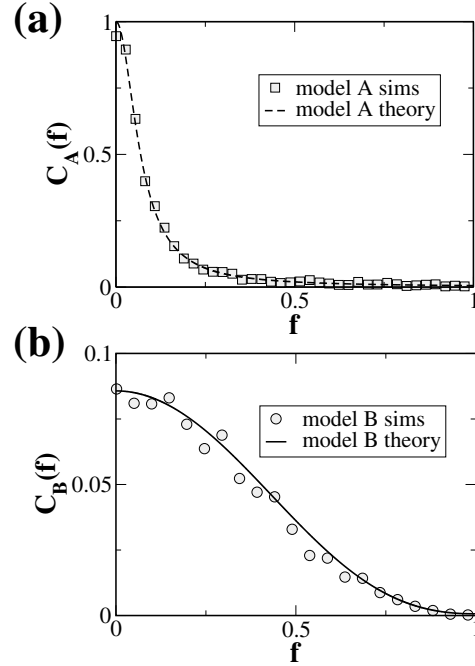 (a)
1
model A sims
model A theory
0.5
C_A(f)
0
0
0.5
1
f
(b)
0.1
model B sims
model B theory
0.05
C_B(f)
0
0
0.5
1
f